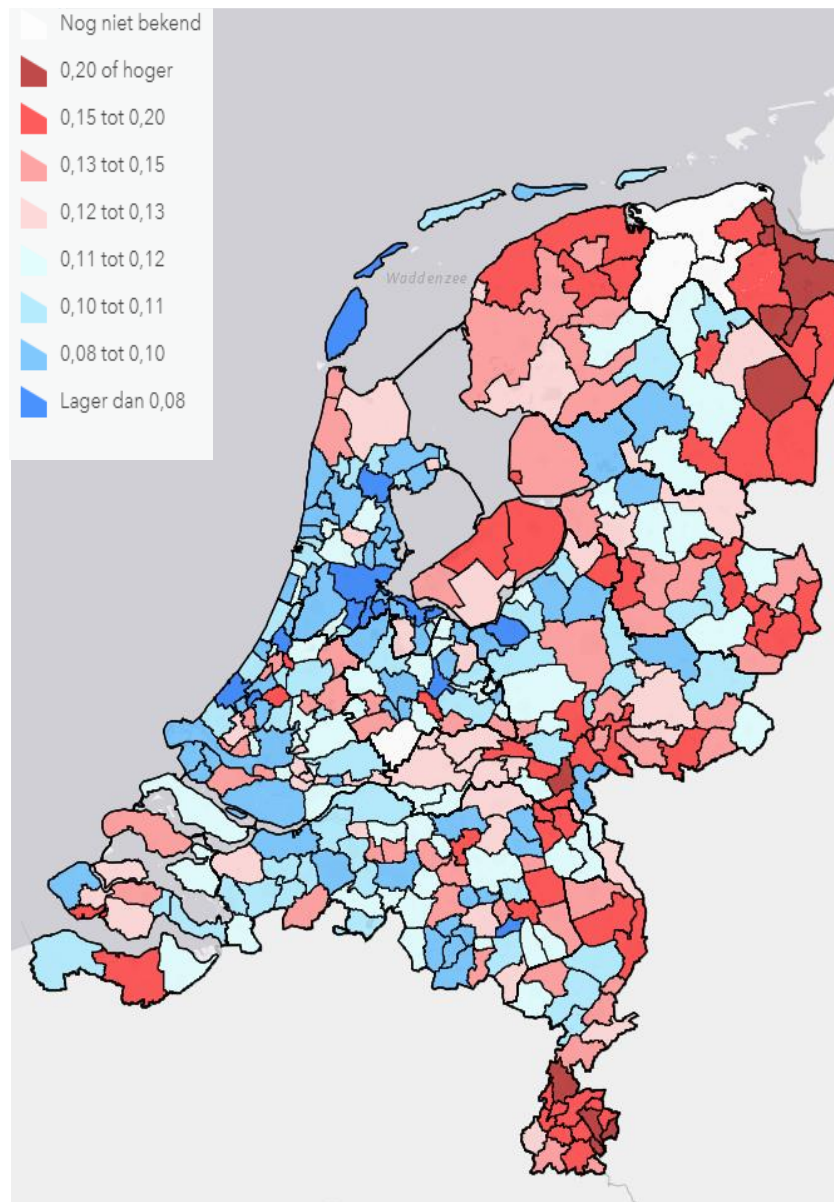 Nog niet bekend
0,20 of hoger
0,15 tot 0,20
0,13 tot 0,15
0,12 tot 0,13
0,11 tot 0,12
0,10 tot 0,11
0,08 tot 0,10
Lager dan 0,08
Waddenzee